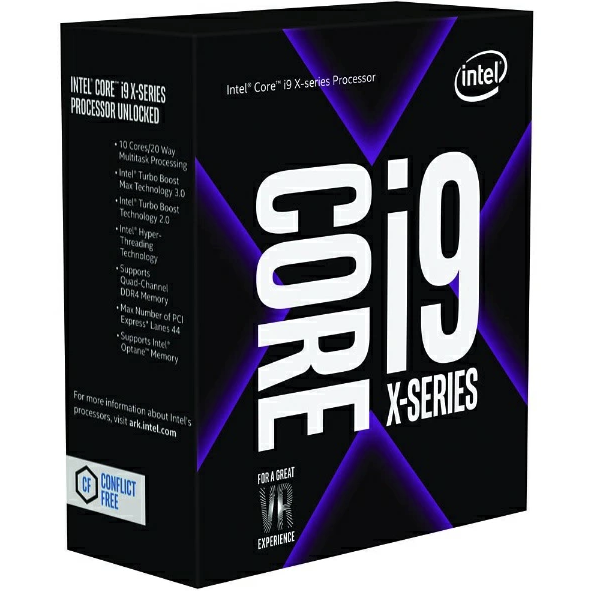 INTEL® CORE™ i9 X-SERIES
PROCESSOR UNLOCKED
• 10 Cores/20 Way
Multitask Processing
• Intel® Turbo Boost
Max Technology 3.0
• Intel® Turbo Boost
Technology 2.0
• Intel® Hyper-
Threading
Technology
• Supports
Quad-Channel
DDR4 Memory
• Max Number of PCI
Express® Lanes 44
• Supports Intel®
Optane™ Memory
For more information about Intel's
processors, visit ark.intel.com
CF CONFLICT
FREE
Intel® Core™ i9 X-series Processor
intel®
CORE
i9
X-SERIES
FOR A GREAT
VR
EXPERIENCE